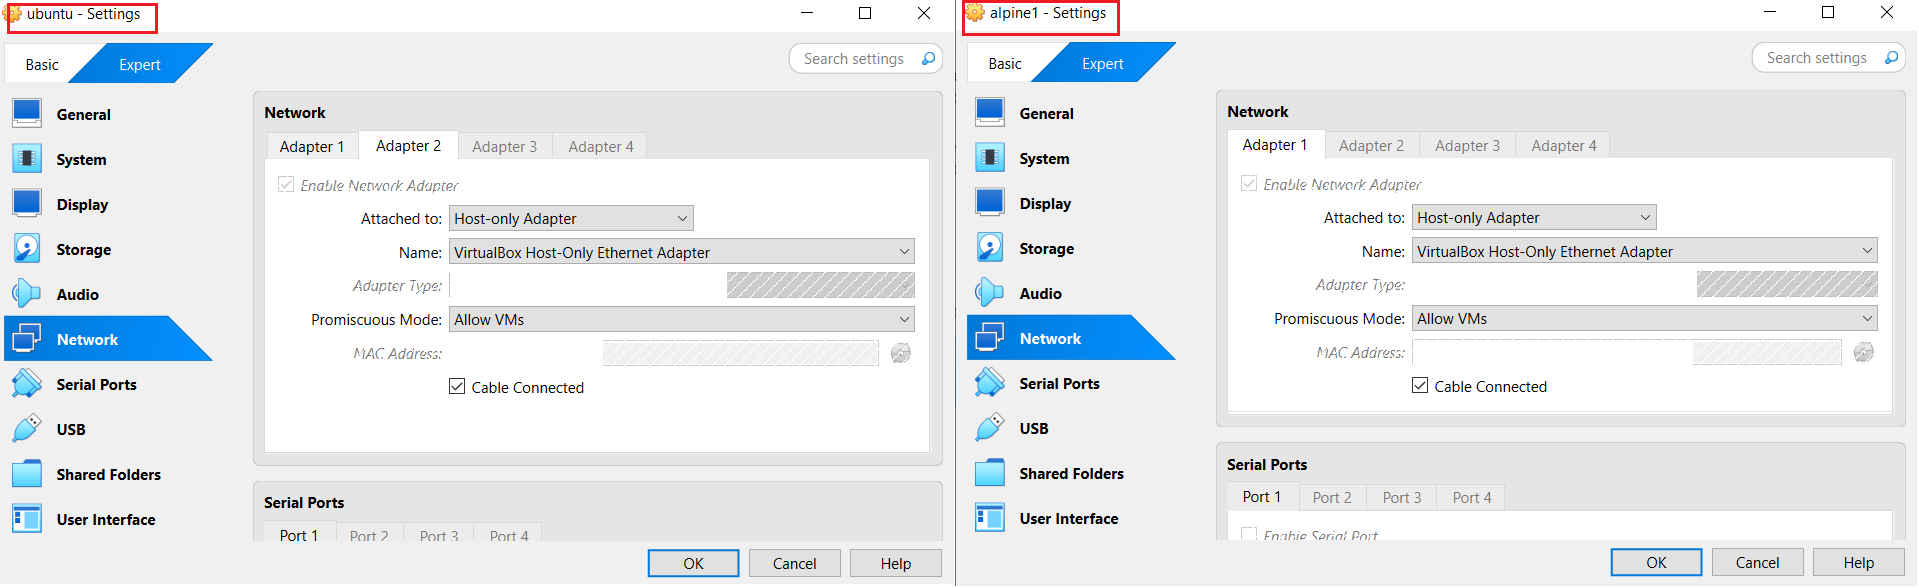 ubuntu - Settings
Basic
Expert
Search settings
General
System
Display
Storage
Audio
Network
Serial Ports
USB
Shared Folders
User Interface
Network
Adapter 1
Adapter 2
Adapter 3
Adapter 4
Enable Network Adapter
Attached to: Host-only Adapter
Name: VirtualBox Host-Only Ethernet Adapter
Adapter Type:
Promiscuous Mode: Allow VMs
MAC Address:
Cable Connected
Serial Ports
Port 1
Port 2
Port 3
Port 4
OK
Cancel
Help
alpine1 - Settings
Basic
Expert
Search settings
General
System
Display
Storage
Audio
Network
Serial Ports
USB
Shared Folders
User Interface
Network
Adapter 1
Adapter 2
Adapter 3
Adapter 4
Enable Network Adapter
Attached to: Host-only Adapter
Name: VirtualBox Host-Only Ethernet Adapter
Adapter Type:
Promiscuous Mode: Allow VMs
MAC Address:
Cable Connected
Serial Ports
Port 1
Port 2
Port 3
Port 4
Enable Serial Port
OK
Cancel
Help